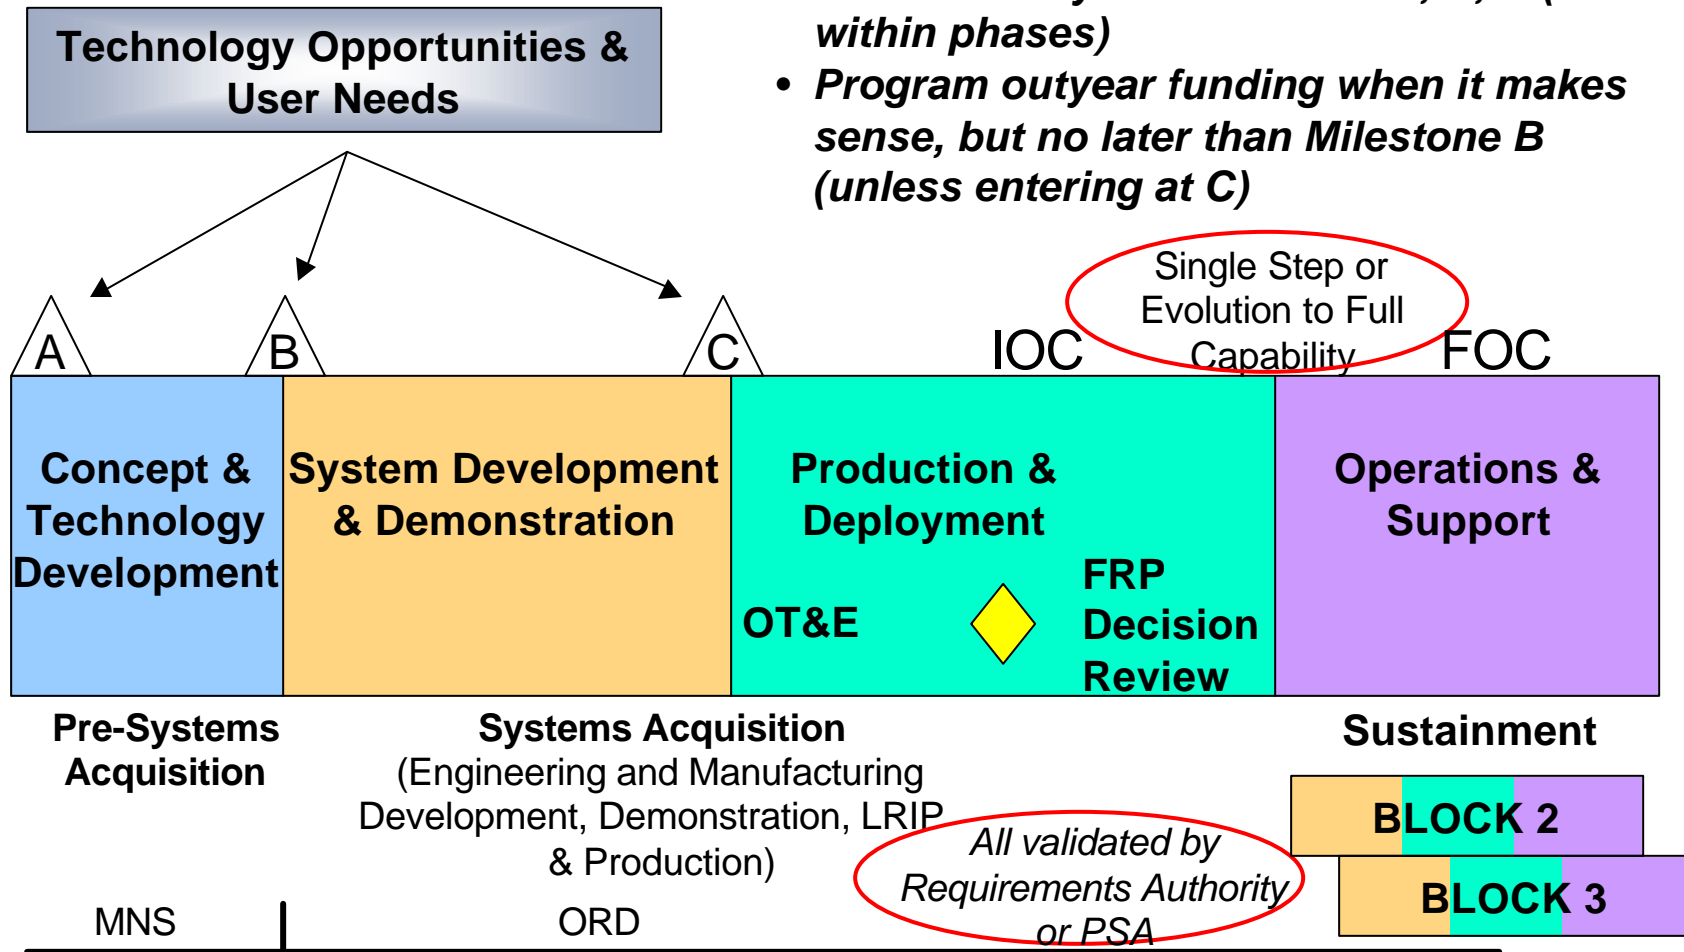 within phases)
• Program outyear funding when it makes
sense, but no later than Milestone B
(unless entering at C)
Technology Opportunities &
User Needs
Single Step or
Evolution to Full
Capability
A
B
C
IOC
FOC
Concept &
Technology
Development
System Development
& Demonstration
Production &
Deployment
OT&E
FRP
Decision
Review
Operations &
Support
Pre-Systems
Acquisition
Systems Acquisition
(Engineering and Manufacturing
Development, Demonstration, LRIP
& Production)
Sustainment
BLOCK 2
BLOCK 3
All validated by
Requirements Authority
or PSA
MNS
ORD